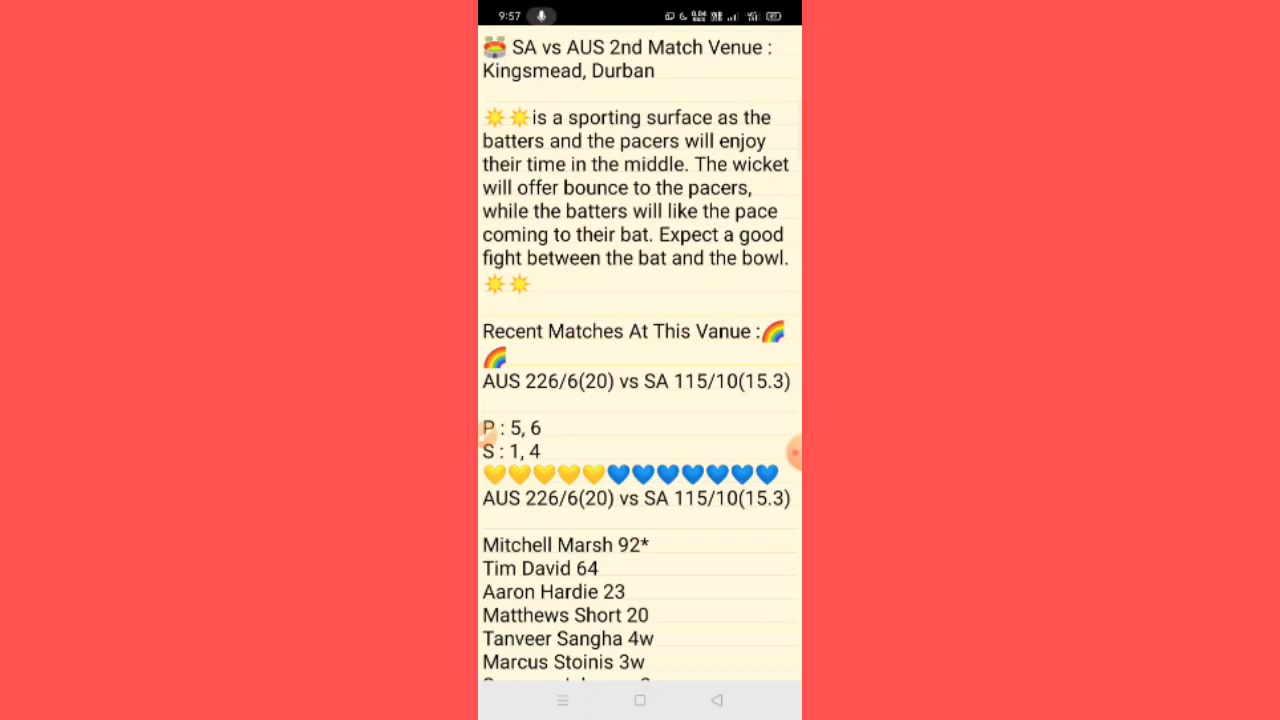 9:57
SA vs AUS 2nd Match Venue :
Kingsmead, Durban
is a sporting surface as the
batters and the pacers will enjoy
their time in the middle. The wicket
will offer bounce to the pacers,
while the batters will like the pace
coming to their bat. Expect a good
fight between the bat and the bowl.
Recent Matches At This Vanue :
AUS 226/6(20) vs SA 115/10(15.3)
P : 5, 6
S : 1, 4
AUS 226/6(20) vs SA 115/10(15.3)
Mitchell Marsh 92*
Tim David 64
Aaron Hardie 23
Matthews Short 20
Tanveer Sangha 4w
Marcus Stoinis 3w